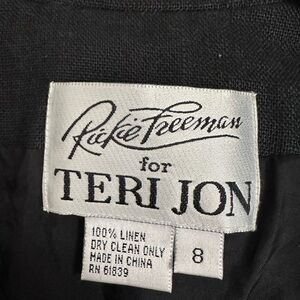 Rickie Freeman
for
TERI JON
100% LINEN
DRY CLEAN ONLY
MADE IN CHINA
RN 61839
8